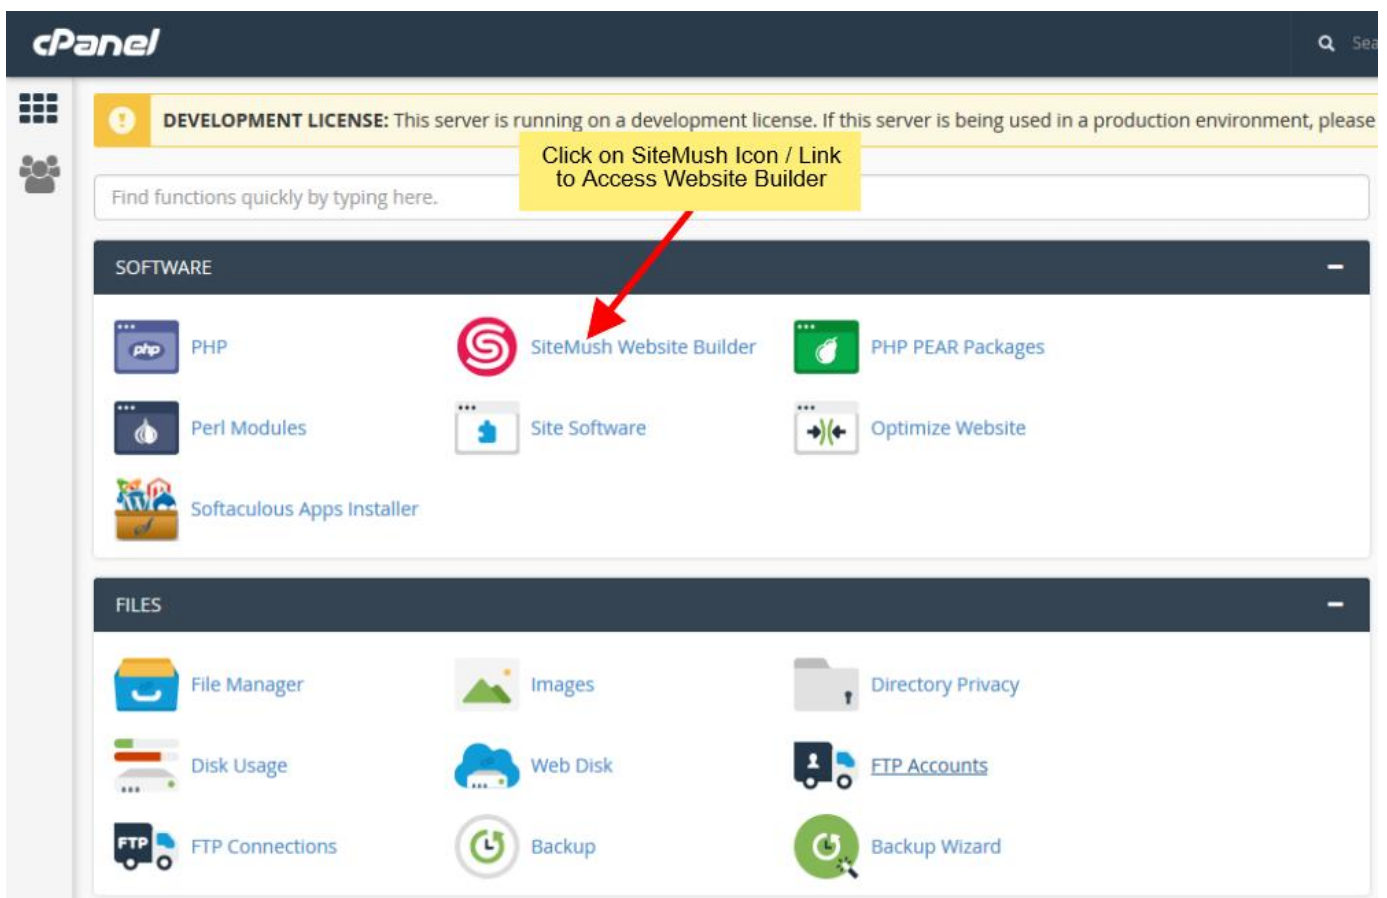 cPanel
Sea
DEVELOPMENT LICENSE: This server is running on a development license. If this server is being used in a production environment, please
Click on SiteMush Icon / Link
to Access Website Builder
Find functions quickly by typing here.
SOFTWARE
php PHP
SiteMush Website Builder
PHP PEAR Packages
Perl Modules
Site Software
Optimize Website
Softaculous Apps Installer
FILES
File Manager
Images
Directory Privacy
Disk Usage
Web Disk
FTP Accounts
FTP FTP Connections
Backup
Backup Wizard